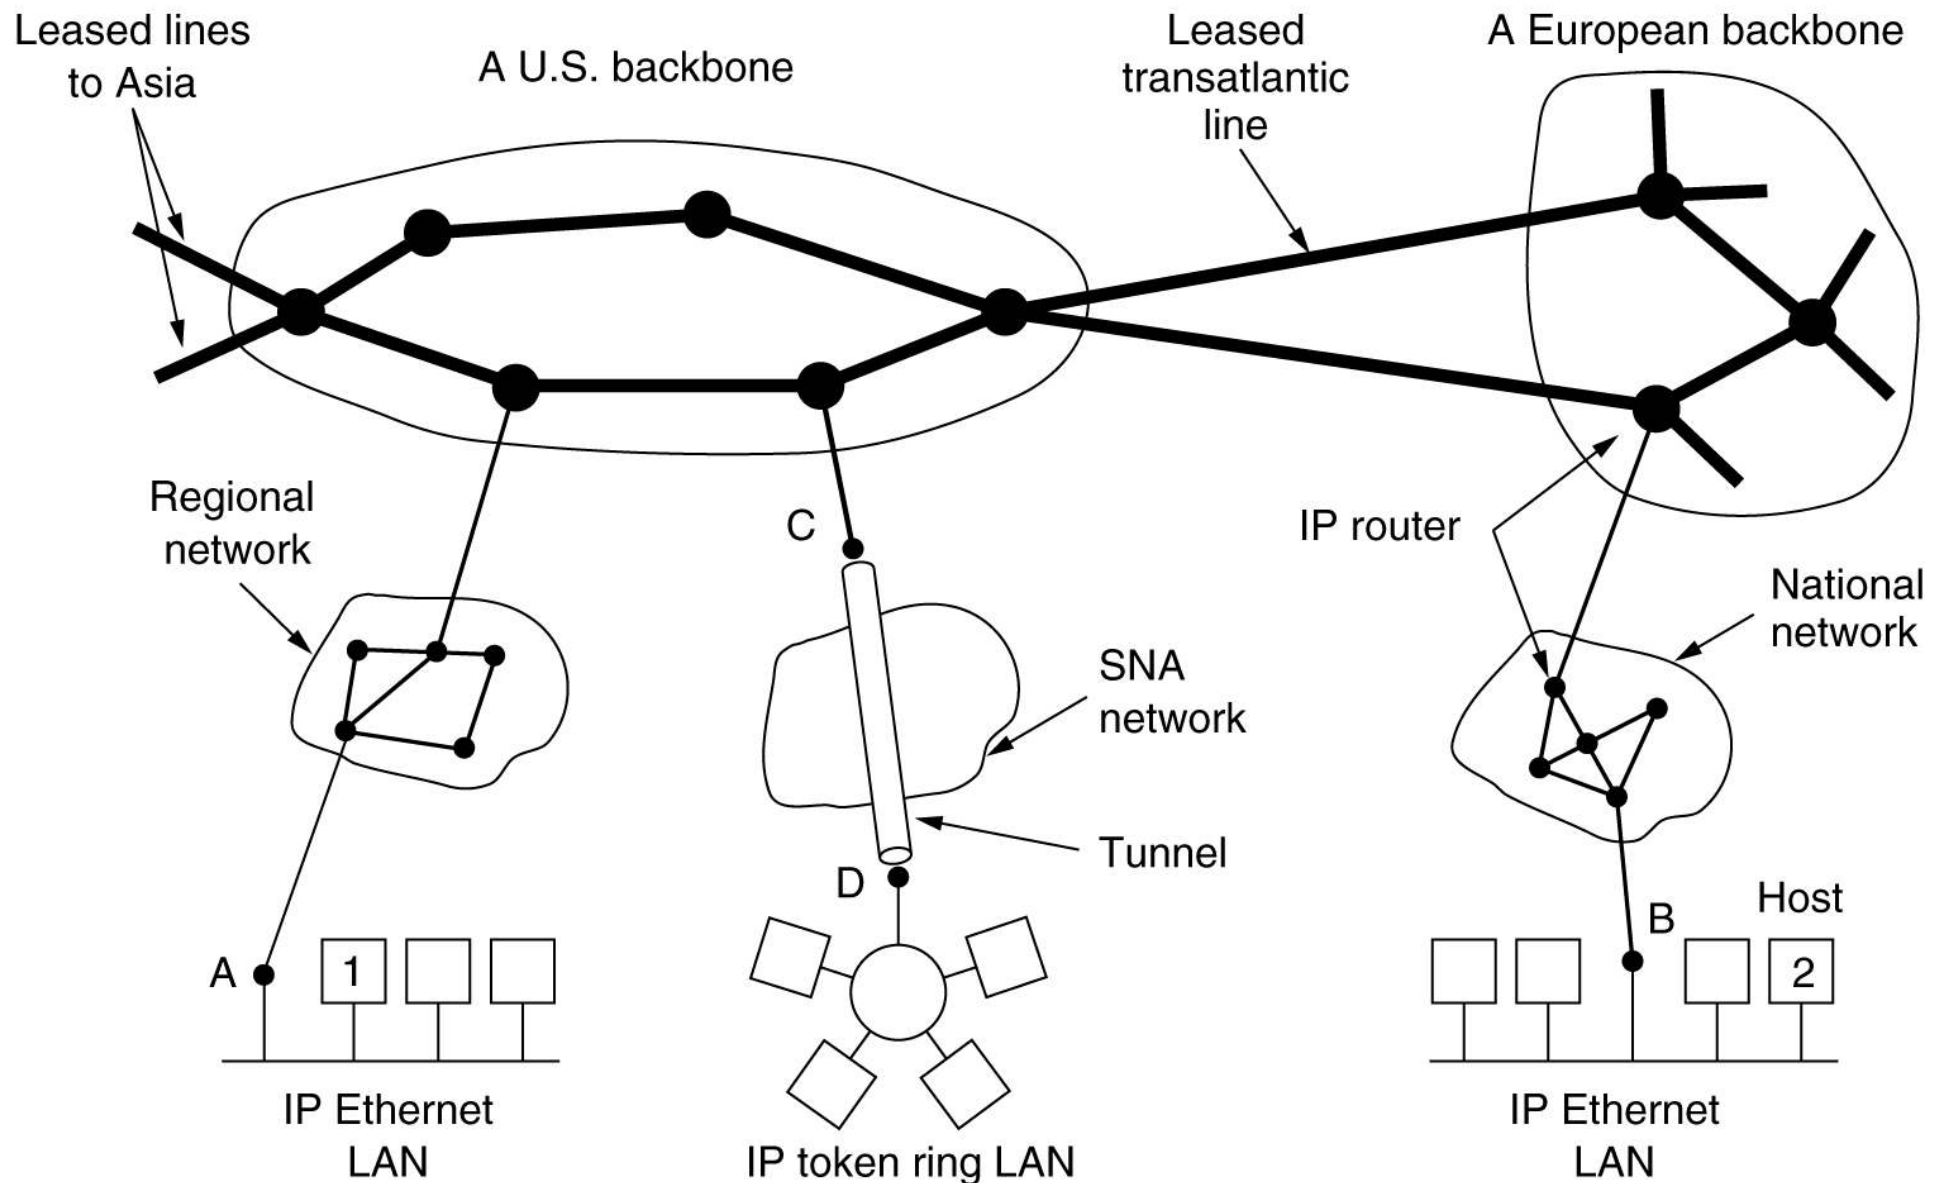 Leased lines
to Asia
A U.S. backbone
Leased
transatlantic
line
A European backbone
Regional
network
C
IP router
National
network
SNA
network
Tunnel
D
A
1
B
Host
2
IP Ethernet
LAN
IP token ring LAN
IP Ethernet
LAN